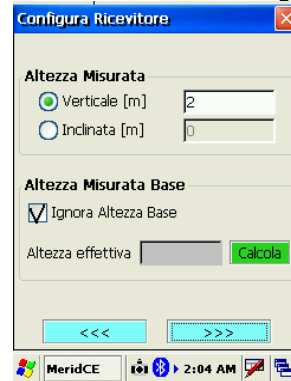 Configura Ricevitore
Altezza Misurata
Verticale [m] 2
Inclinata [m] 0
Altezza Misurata Base
Ignora Altezza Base
Altezza effettiva Calcola
<<< >>>
MeridCE 2:04 AM